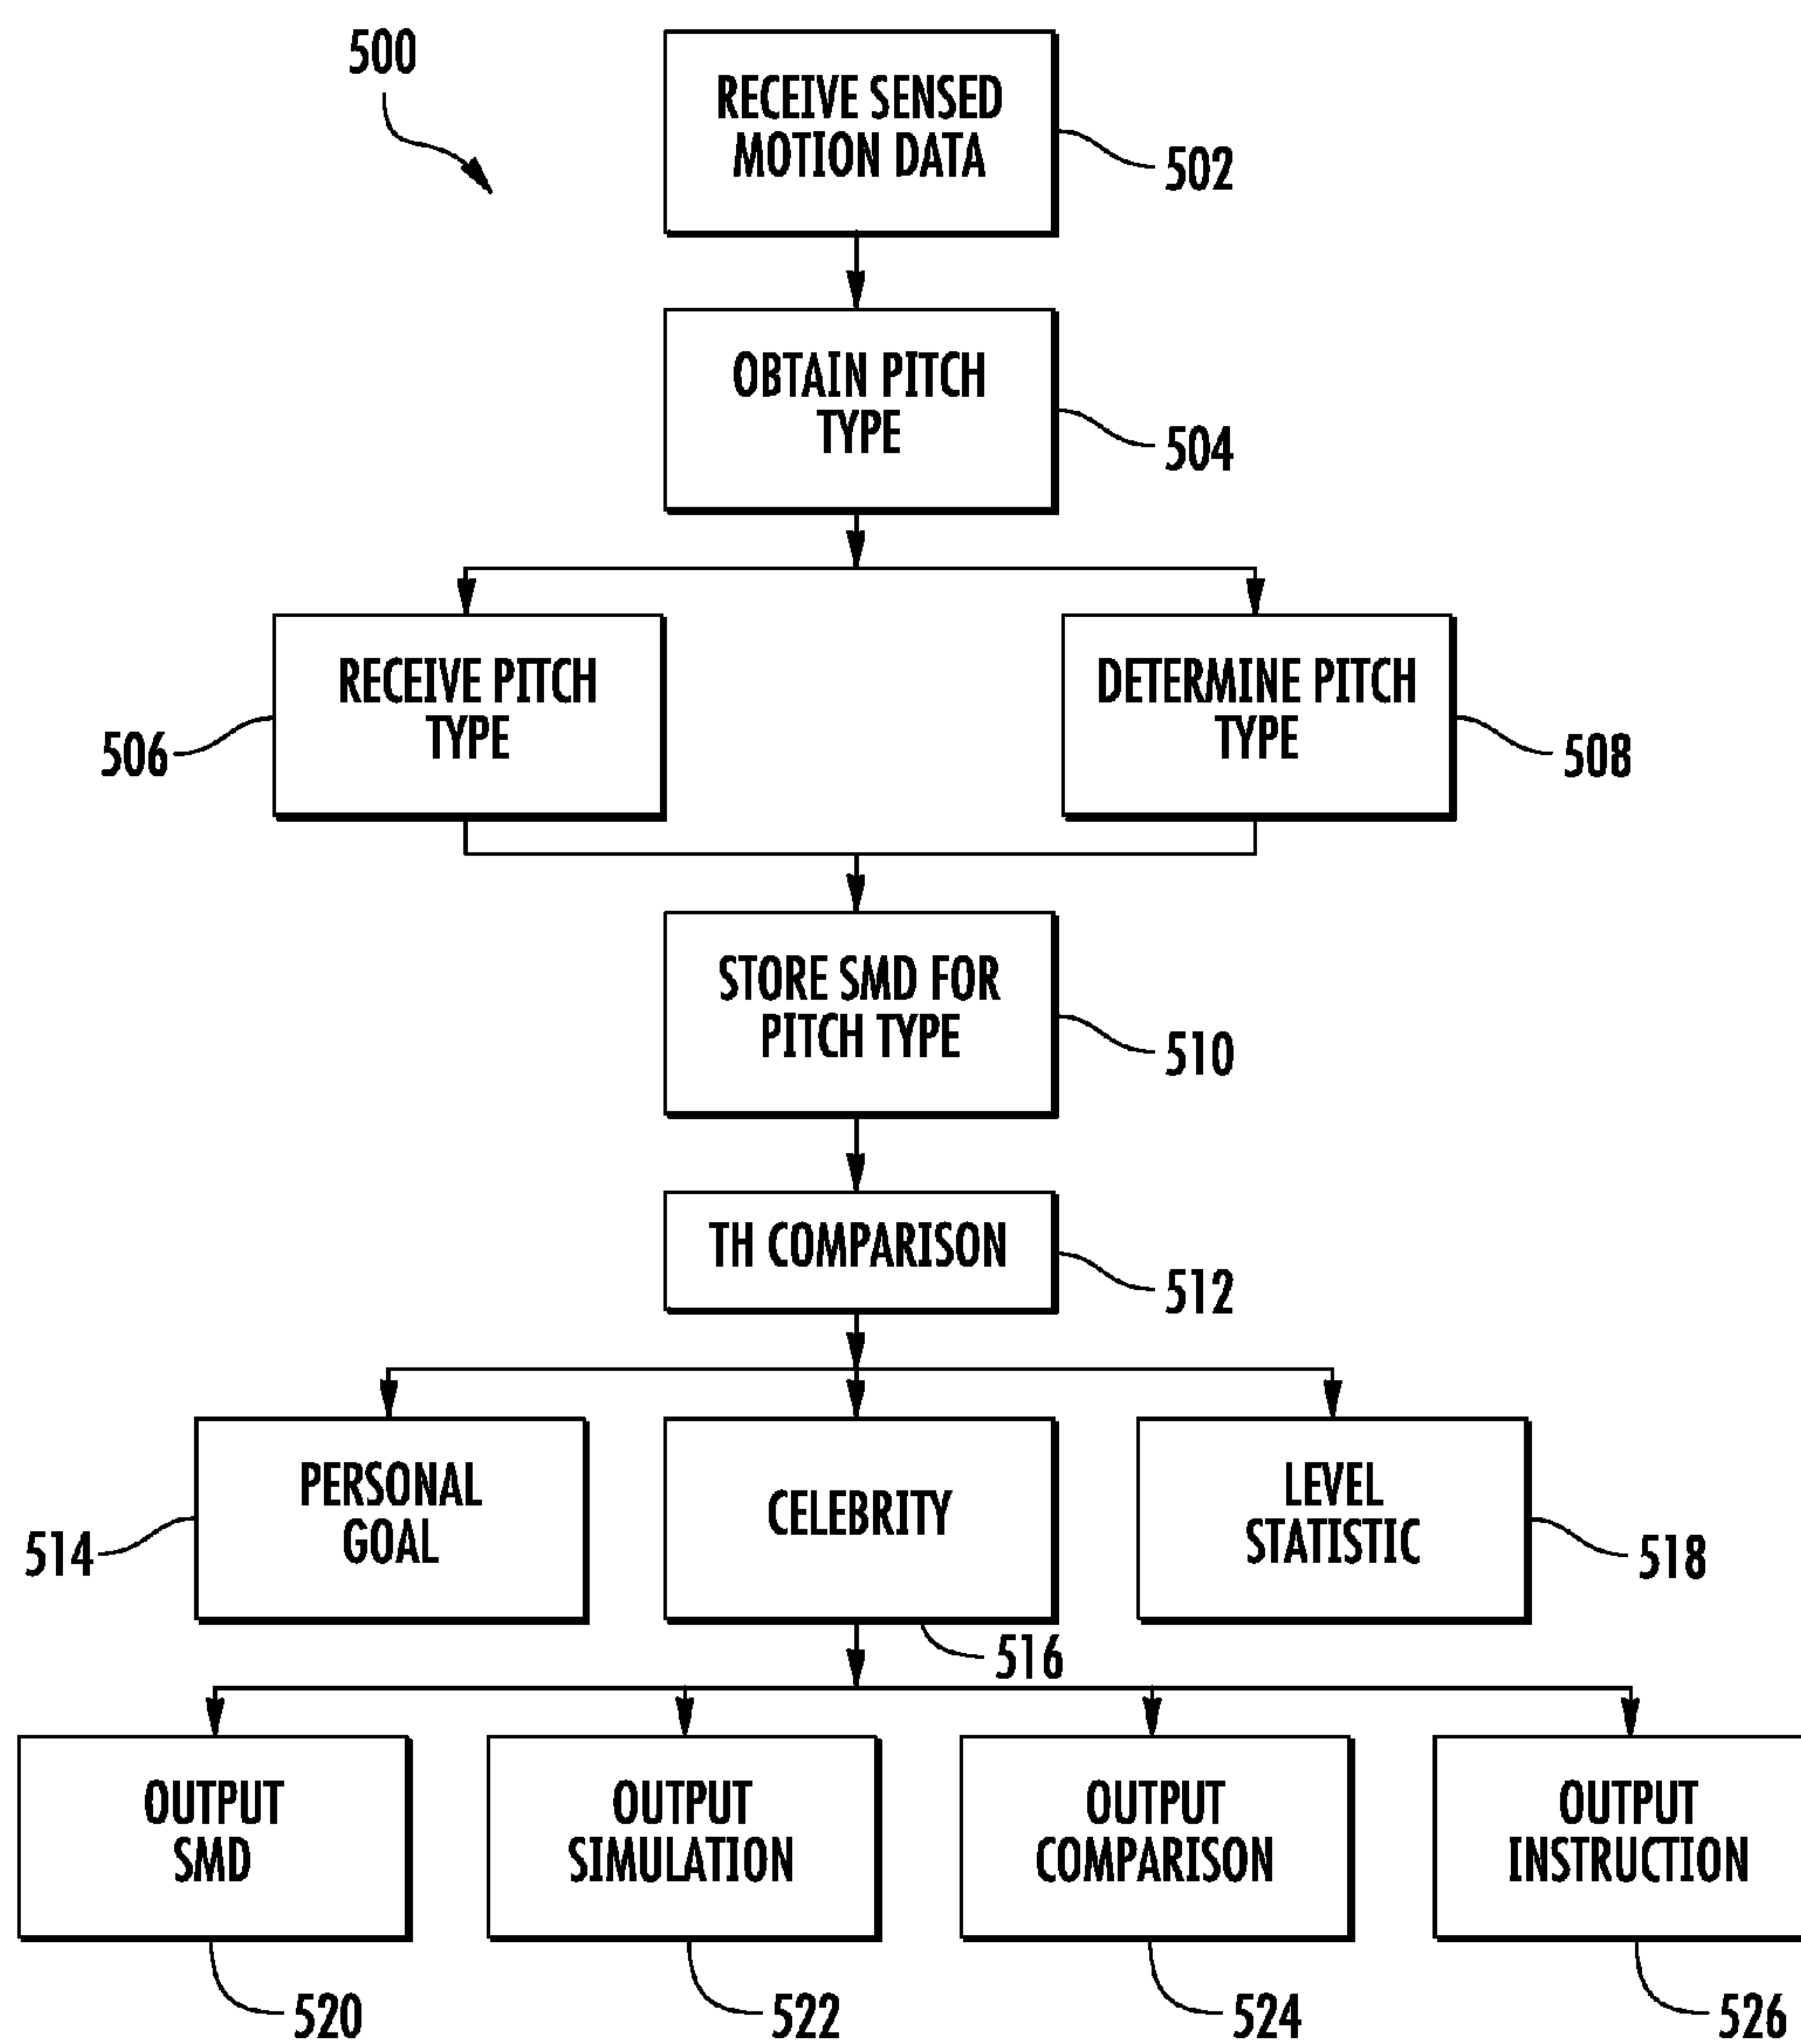 500
RECEIVE SENSED
MOTION DATA
502
OBTAIN PITCH
TYPE
504
RECEIVE PITCH
TYPE
506
DETERMINE PITCH
TYPE
508
STORE SMD FOR
PITCH TYPE
510
TH COMPARISON
512
PERSONAL
GOAL
514
CELEBRITY
516
LEVEL
STATISTIC
518
OUTPUT
SMD
520
OUTPUT
SIMULATION
522
OUTPUT
COMPARISON
524
OUTPUT
INSTRUCTION
526